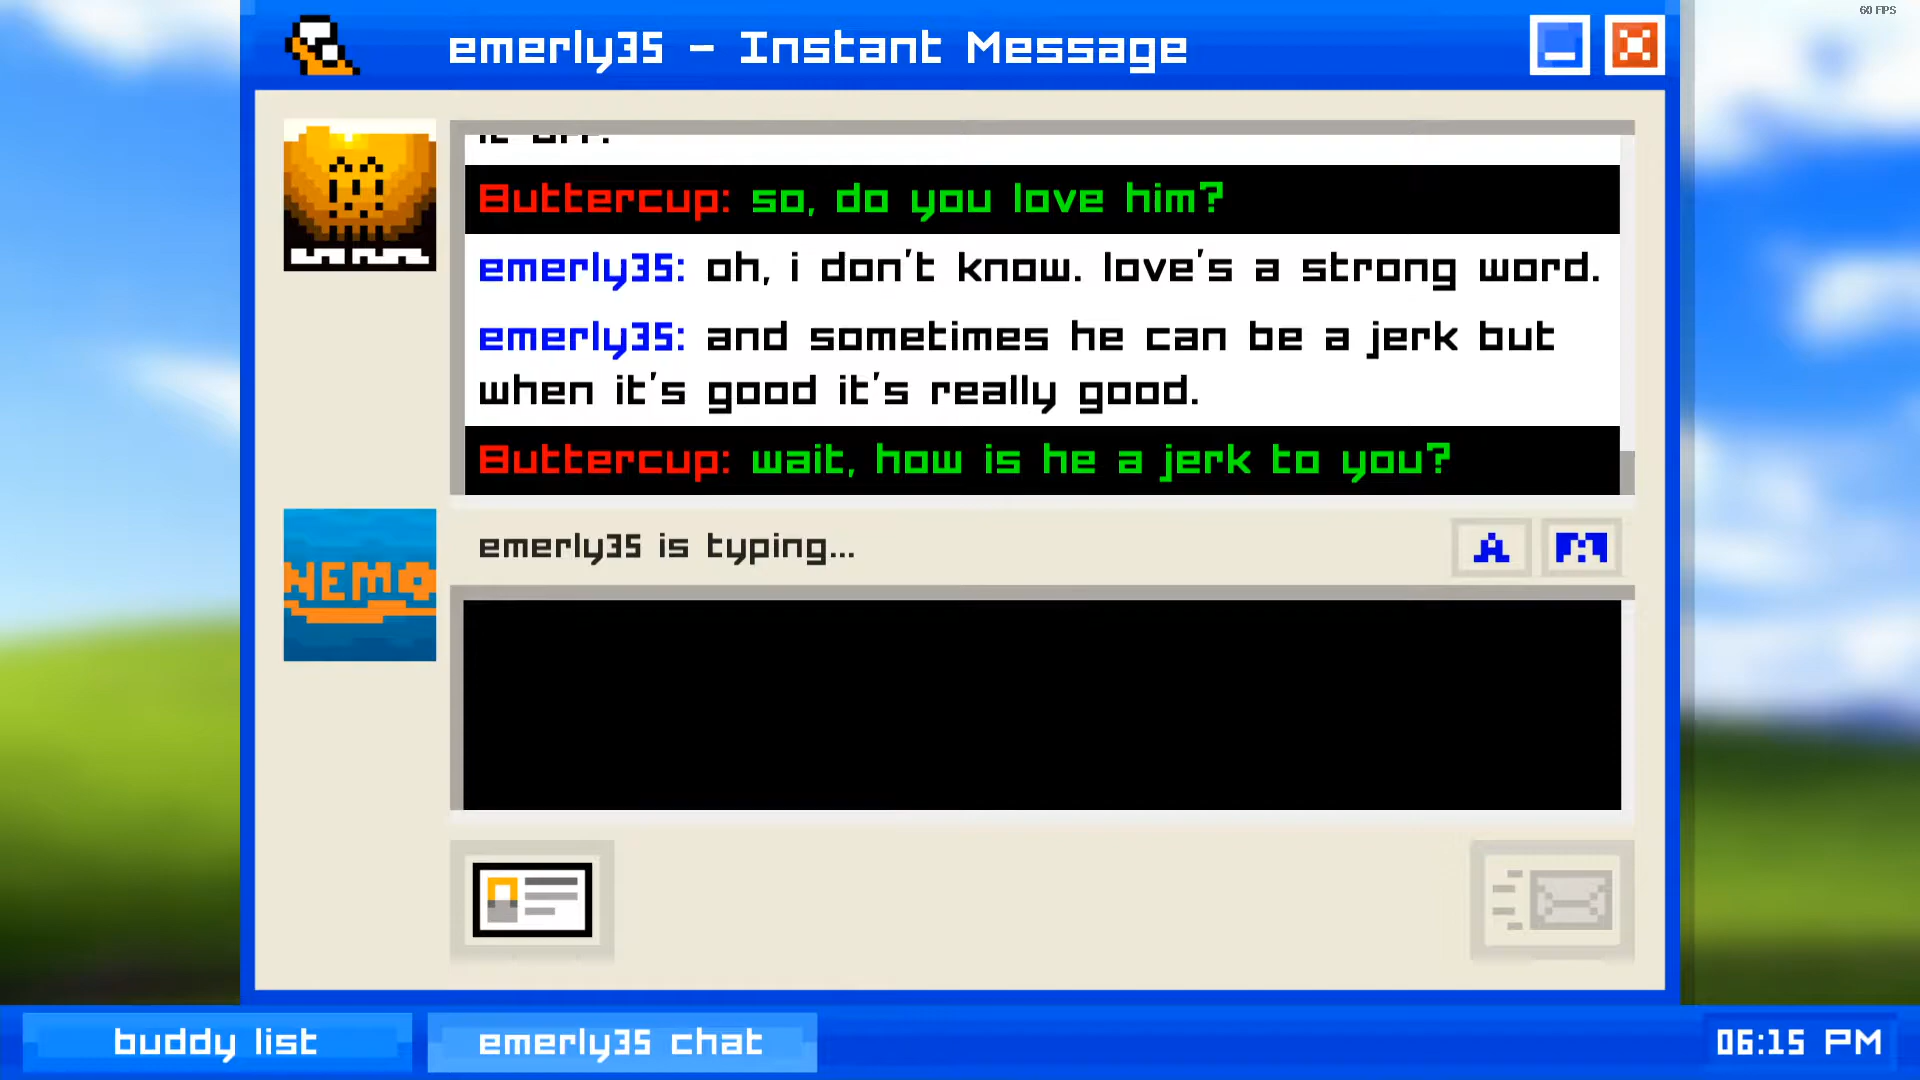 60 FPS
emerly35 - Instant Message
it off.
Buttercup: so, do you love him?
emerly35: oh, i don't know. love's a strong word.
emerly35: and sometimes he can be a jerk but
when it's good it's really good.
Buttercup: wait, how is he a jerk to you?
emerly35 is typing...
A
NEMO
buddy list
emerly35 chat
06:15 PM